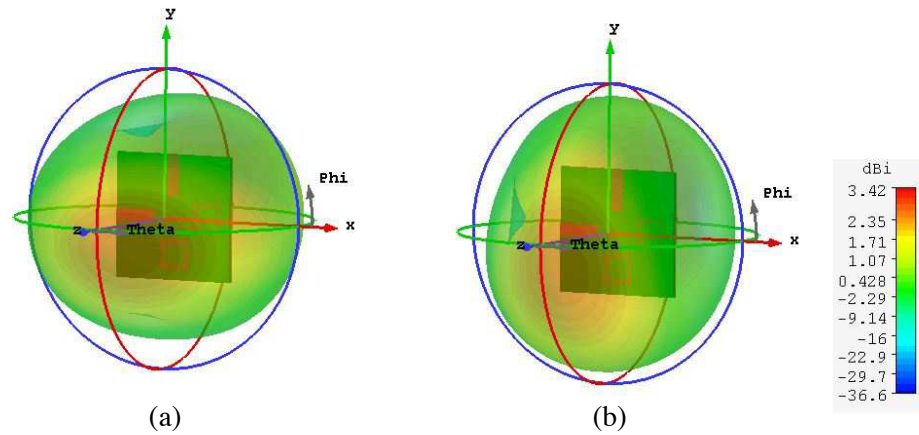 Y
Phi
x
z
Theta
(a)
Y
Phi
x
z
Theta
(b)
dBi
3.42
2.35
1.71
1.07
0.428
-2.29
-9.14
-16
-22.9
-29.7
-36.6